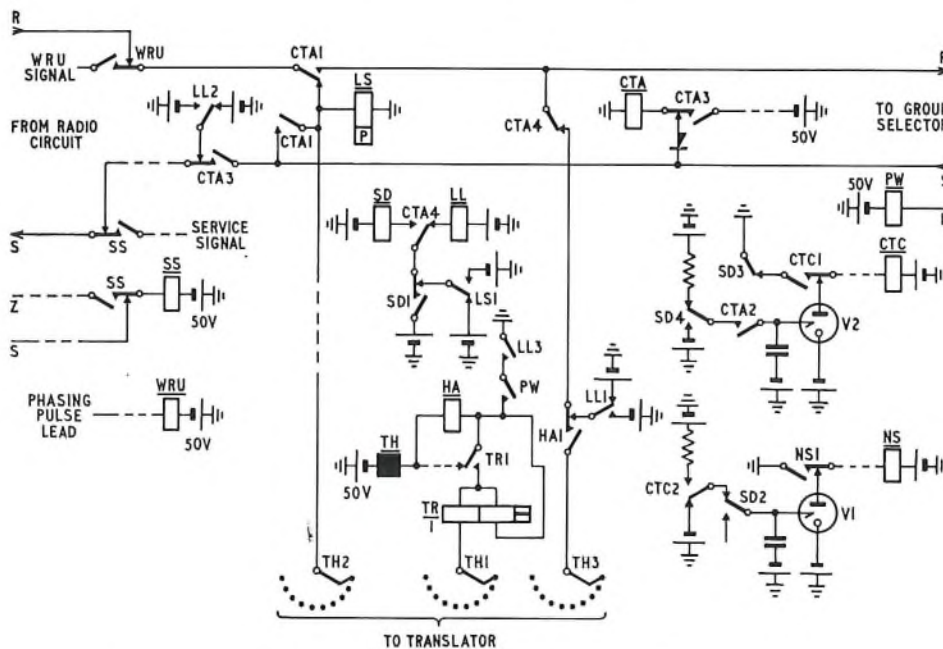 R
WRU SIGNAL
WRU
CTA1
LS
P
LL2
FROM RADIO CIRCUIT
CTA1
CTA3
CTA4
CTA
CTA3
50V
TO GROUP
SELECTOR
50V
PW
SD
CTA4
LL
SERVICE SIGNAL
S
SS
SS
SS
Z
50V
S
SD1
LS1
LL3
PW
SD3
CTC1
CTC
SD4
CTA2
V2
WRU
PHASING PULSE LEAD
50V
HA
TH
TR1
50V
TR
1
HA1
LL1
NS1
NS
CTC2
SD2
V1
TH2
TH1
TH3
TO TRANSLATOR